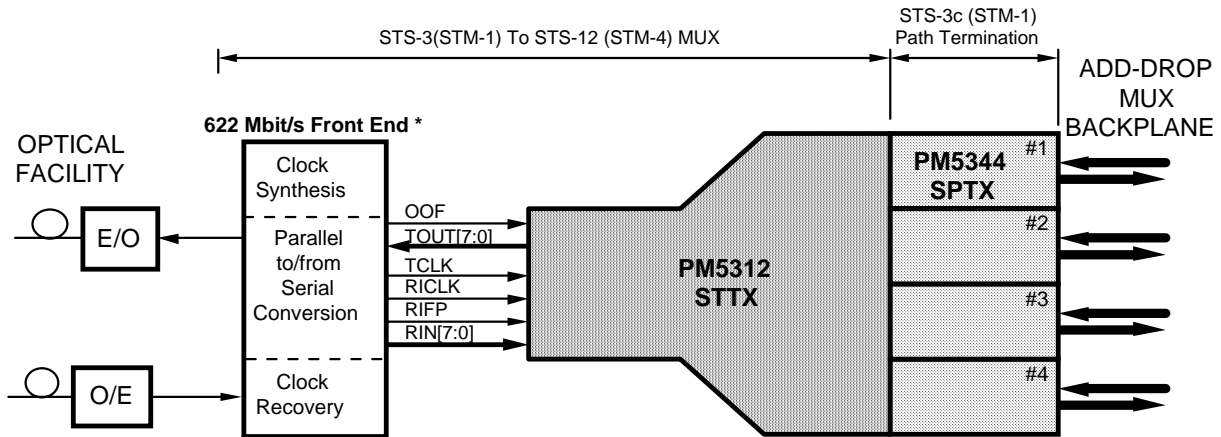 STS-3(STM-1) To STS-12 (STM-4) MUX
STS-3c (STM-1)
Path Termination
ADD-DROP
MUX
BACKPLANE
622 Mbit/s Front End *
OPTICAL
FACILITY
E/O
O/E
Clock
Synthesis
Parallel
to/from
Serial
Conversion
Clock
Recovery
OOF
TOUT[7:0]
TCLK
RICLK
RIFP
RIN[7:0]
PM5312
STTX
#1
PM5344
SPTX
#2
#3
#4